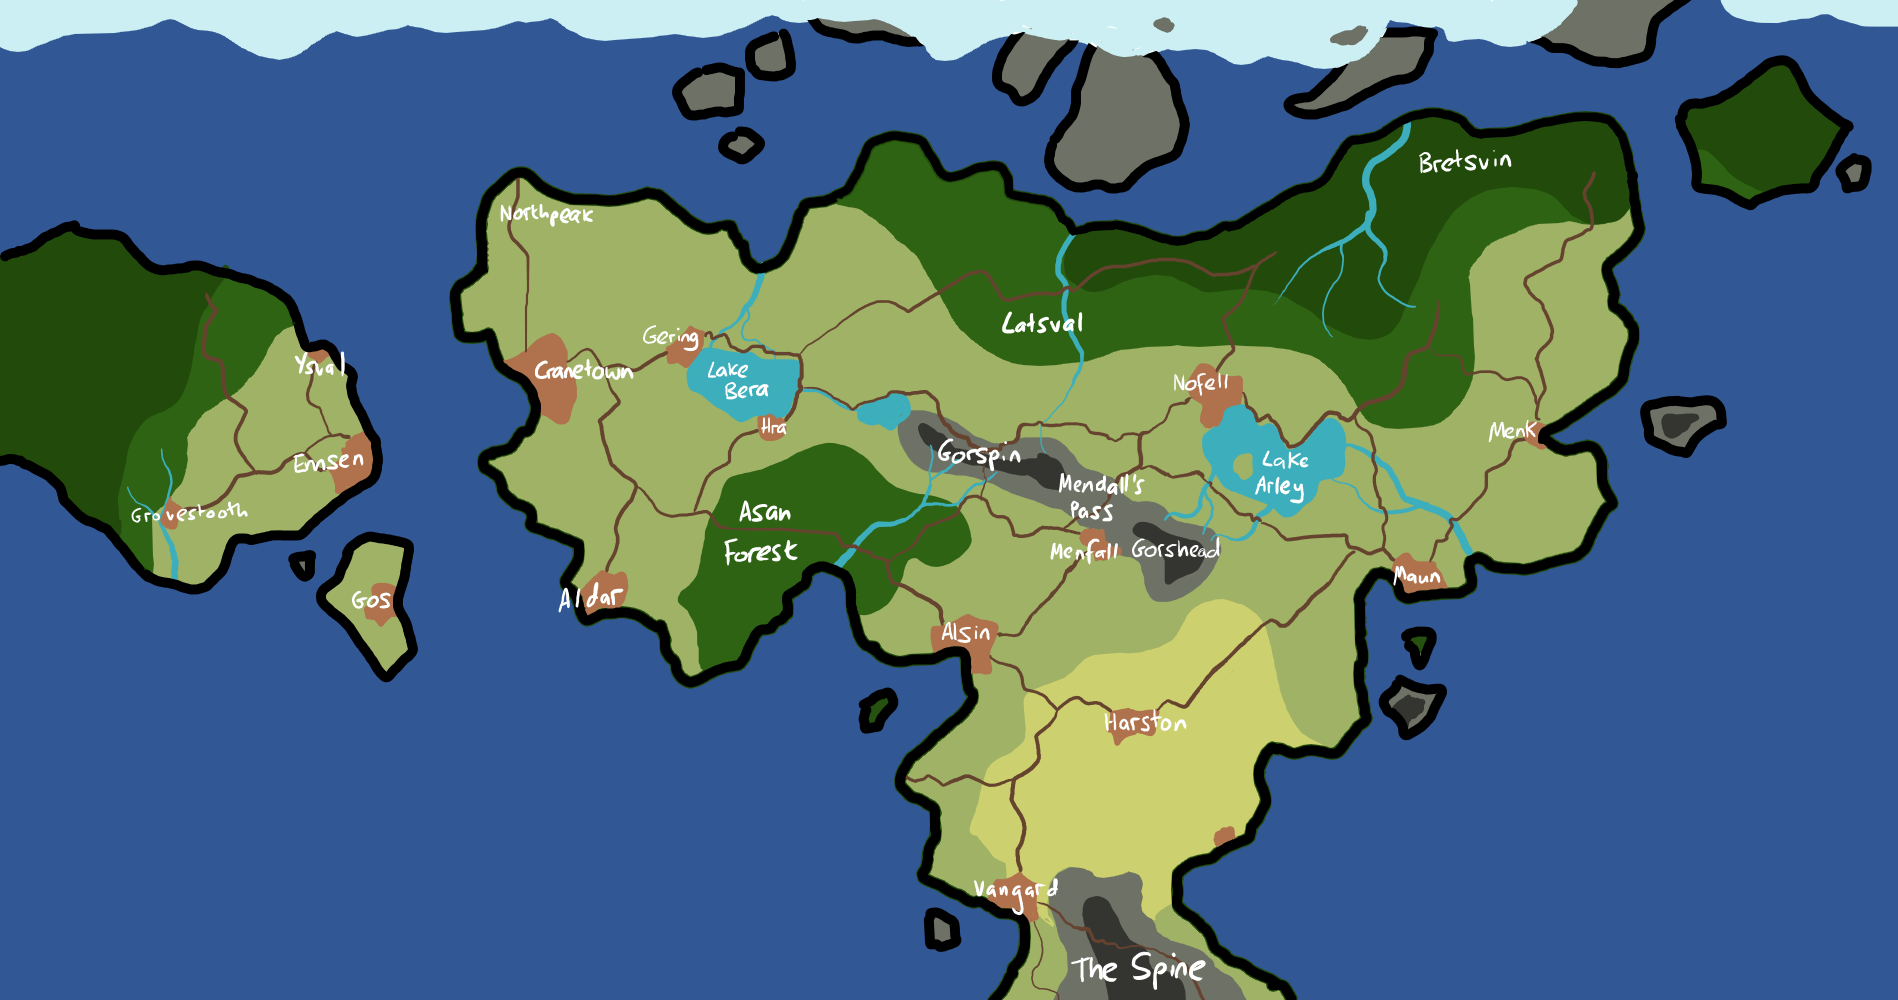 Bretsvin
Northpeak
Latsval
Gering
Ysval
Cranetown
Lake
Bera
Nofell
Hra
Menk
Gorspin
Lake
Arley
Emsen
Mendall's
Pass
Grovestooth
Asan
Forest
Menfall
Gorshead
Maun
Gos
Aldar
Alsin
Harston
Vangard
The Spine